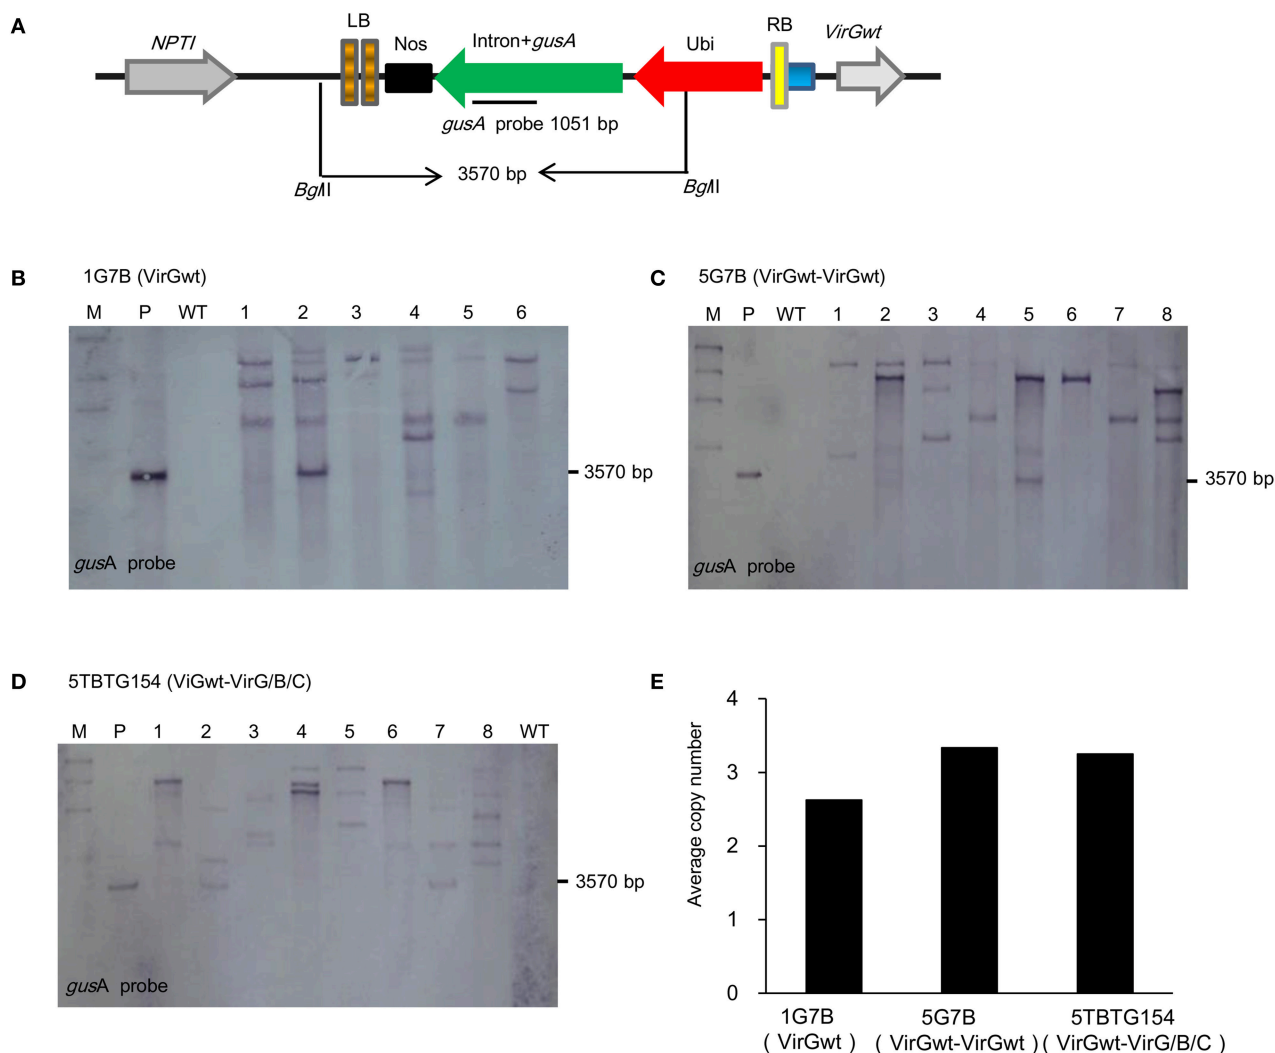 A
NPTI
LB
Nos
Intron+gusA
Ubi
RB
VirGwt
gusA probe 1051 bp
BglII
3570 bp
BglII
B
1G7B (VirGwt)
M P WT 1 2 3 4 5 6
3570 bp
gusA probe
C
5G7B (VirGwt-VirGwt)
M P WT 1 2 3 4 5 6 7 8
3570 bp
gusA probe
D
5TBTG154 (ViGwt-VirG/B/C)
M P 1 2 3 4 5 6 7 8 WT
3570 bp
gusA probe
E
Average copy number
4
3
2
1
0
1G7B 5G7B 5TBTG154
( VirGwt ) ( VirGwt-VirGwt ) ( VirGwt-VirG/B/C )